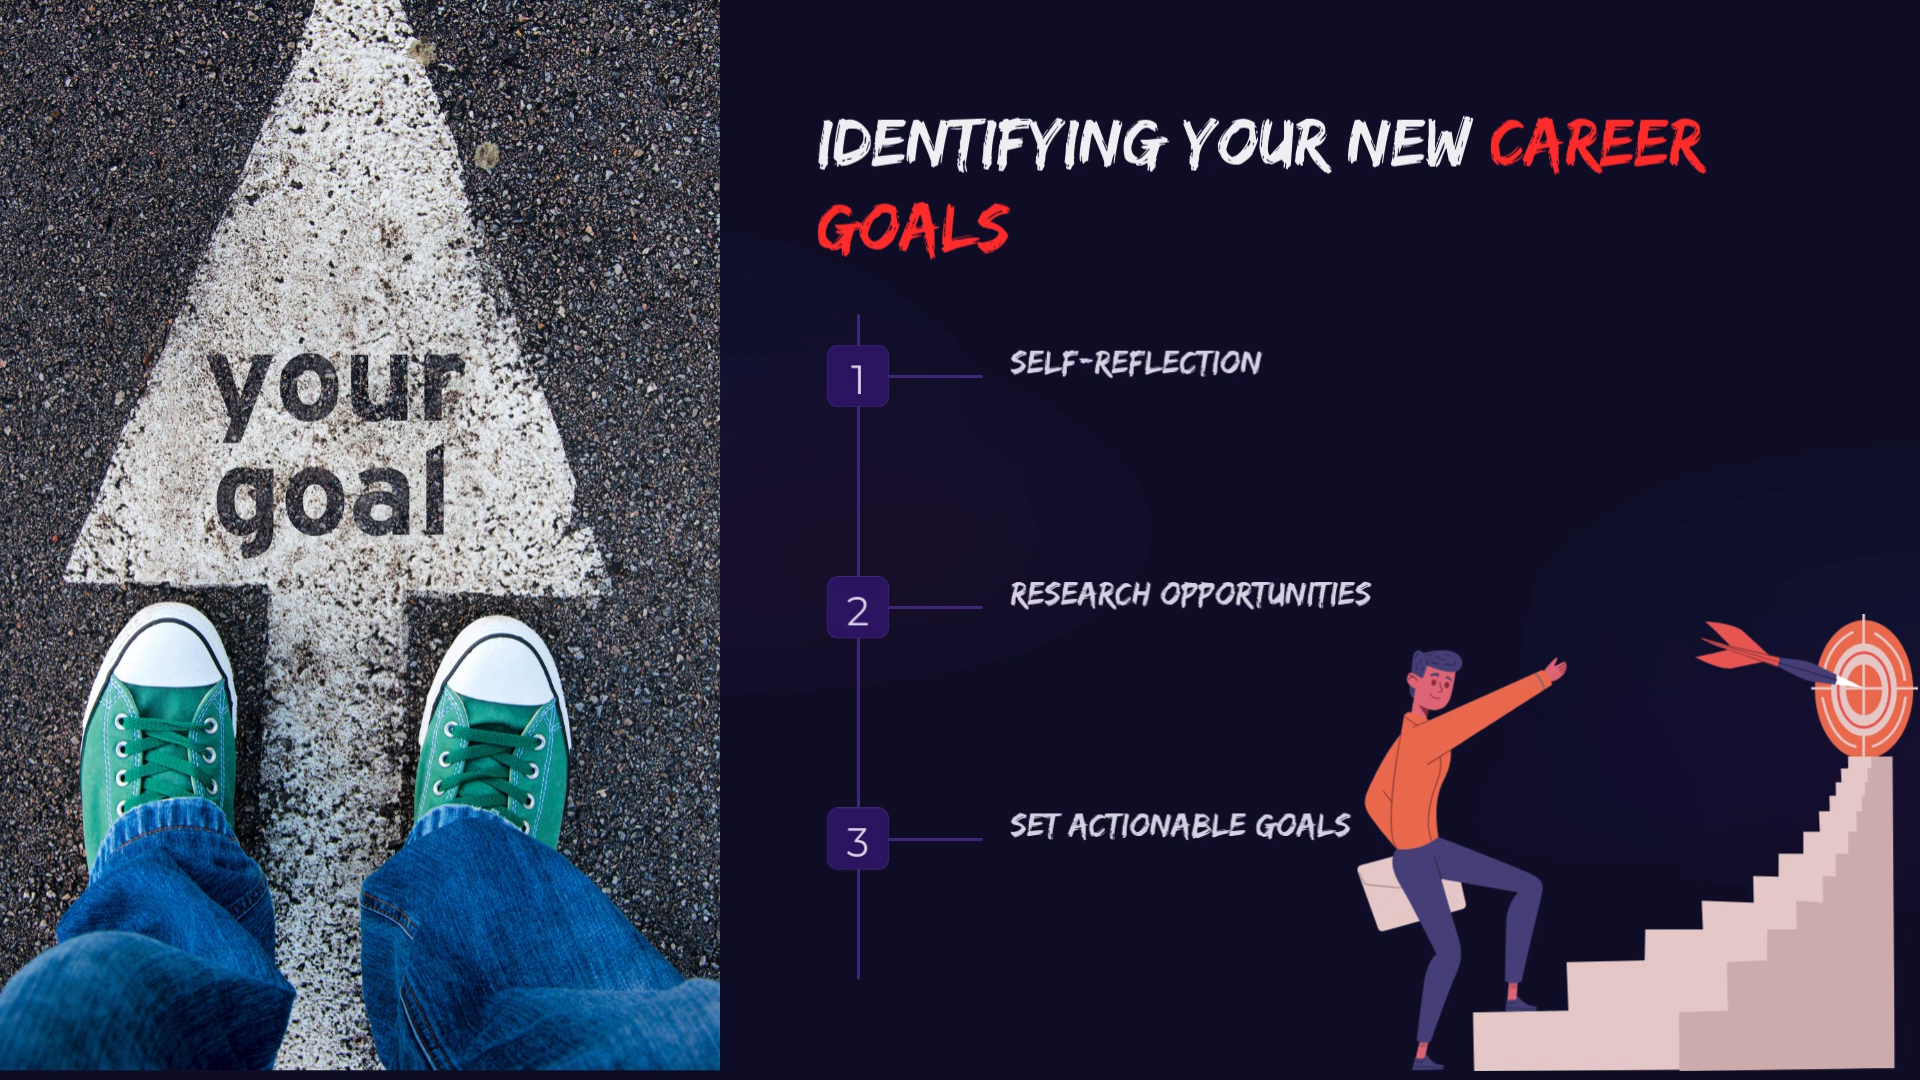 your
goal
IDENTIFYING YOUR NEW CAREER
GOALS
1
SELF-REFLECTION
2
RESEARCH OPPORTUNITIES
3
SET ACTIONABLE GOALS